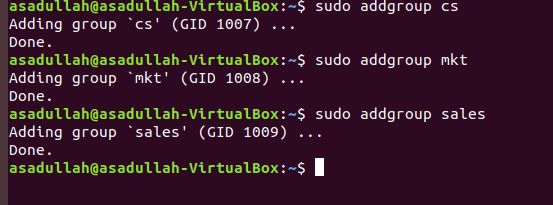 asadullah@asadullah-VirtualBox:~$ sudo addgroup cs
Adding group `cs' (GID 1007) ...
Done.
asadullah@asadullah-VirtualBox:~$ sudo addgroup mkt
Adding group `mkt' (GID 1008) ...
Done.
asadullah@asadullah-VirtualBox:~$ sudo addgroup sales
Adding group `sales' (GID 1009) ...
Done.
asadullah@asadullah-VirtualBox:~$